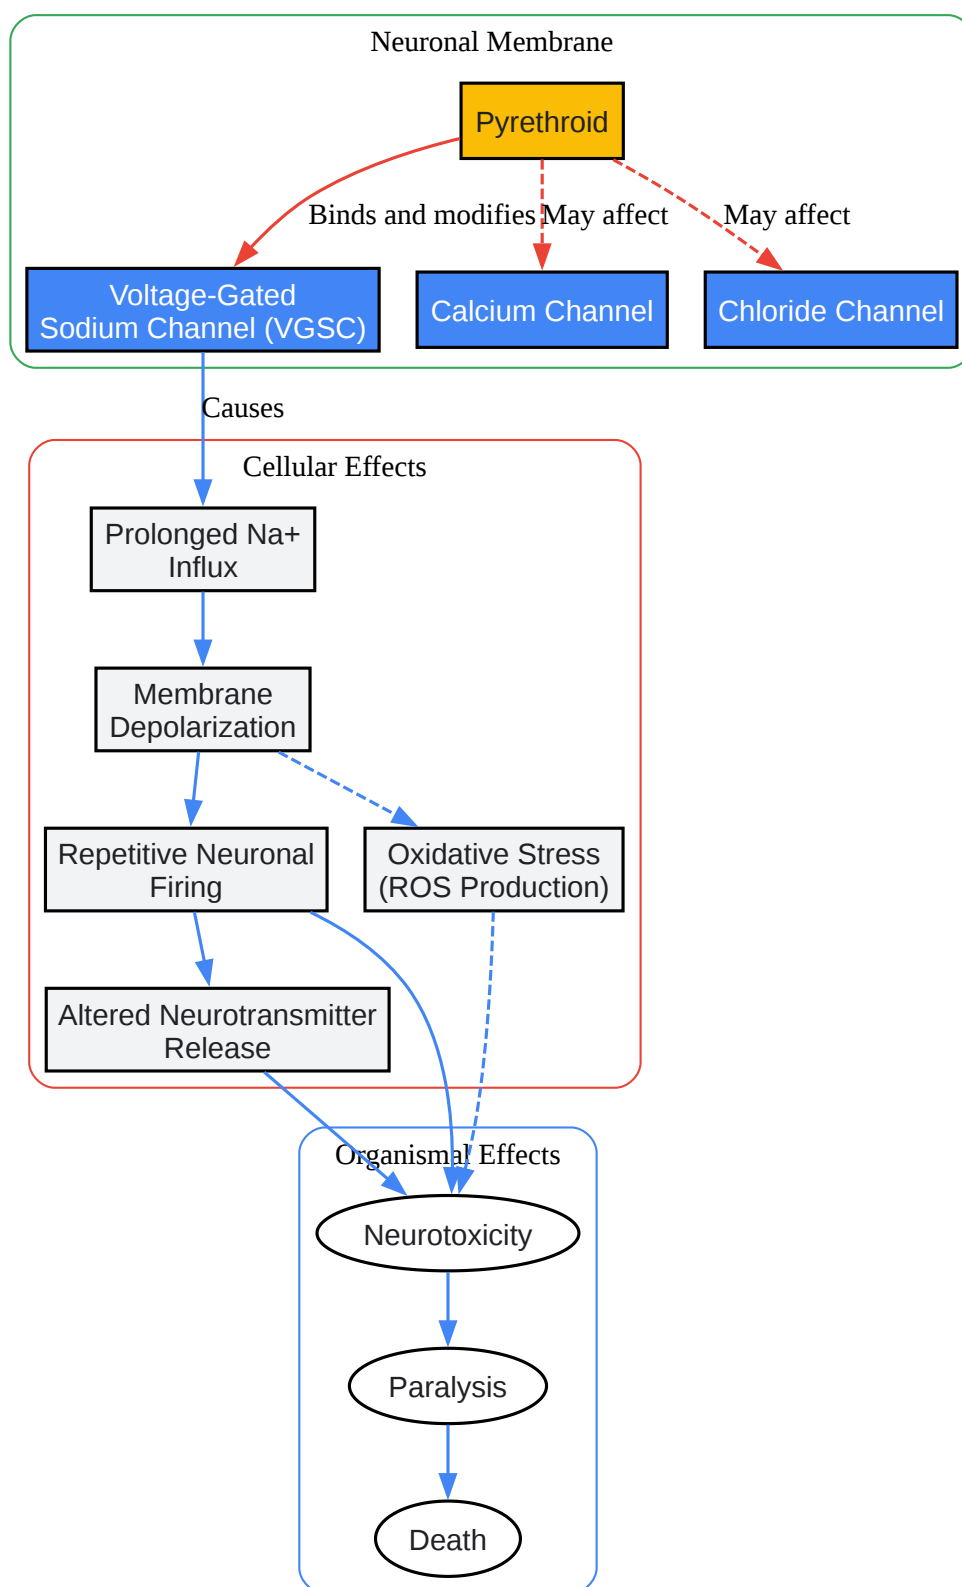 Neuronal Membrane
Pyrethroid
Binds and modifies
May affect
May affect
Voltage-Gated
Sodium Channel (VGSC)
Calcium Channel
Chloride Channel
Causes
Cellular Effects
Prolonged Na+
Influx
Membrane
Depolarization
Repetitive Neuronal
Firing
Oxidative Stress
(ROS Production)
Altered Neurotransmitter
Release
Organismal Effects
Neurotoxicity
Paralysis
Death